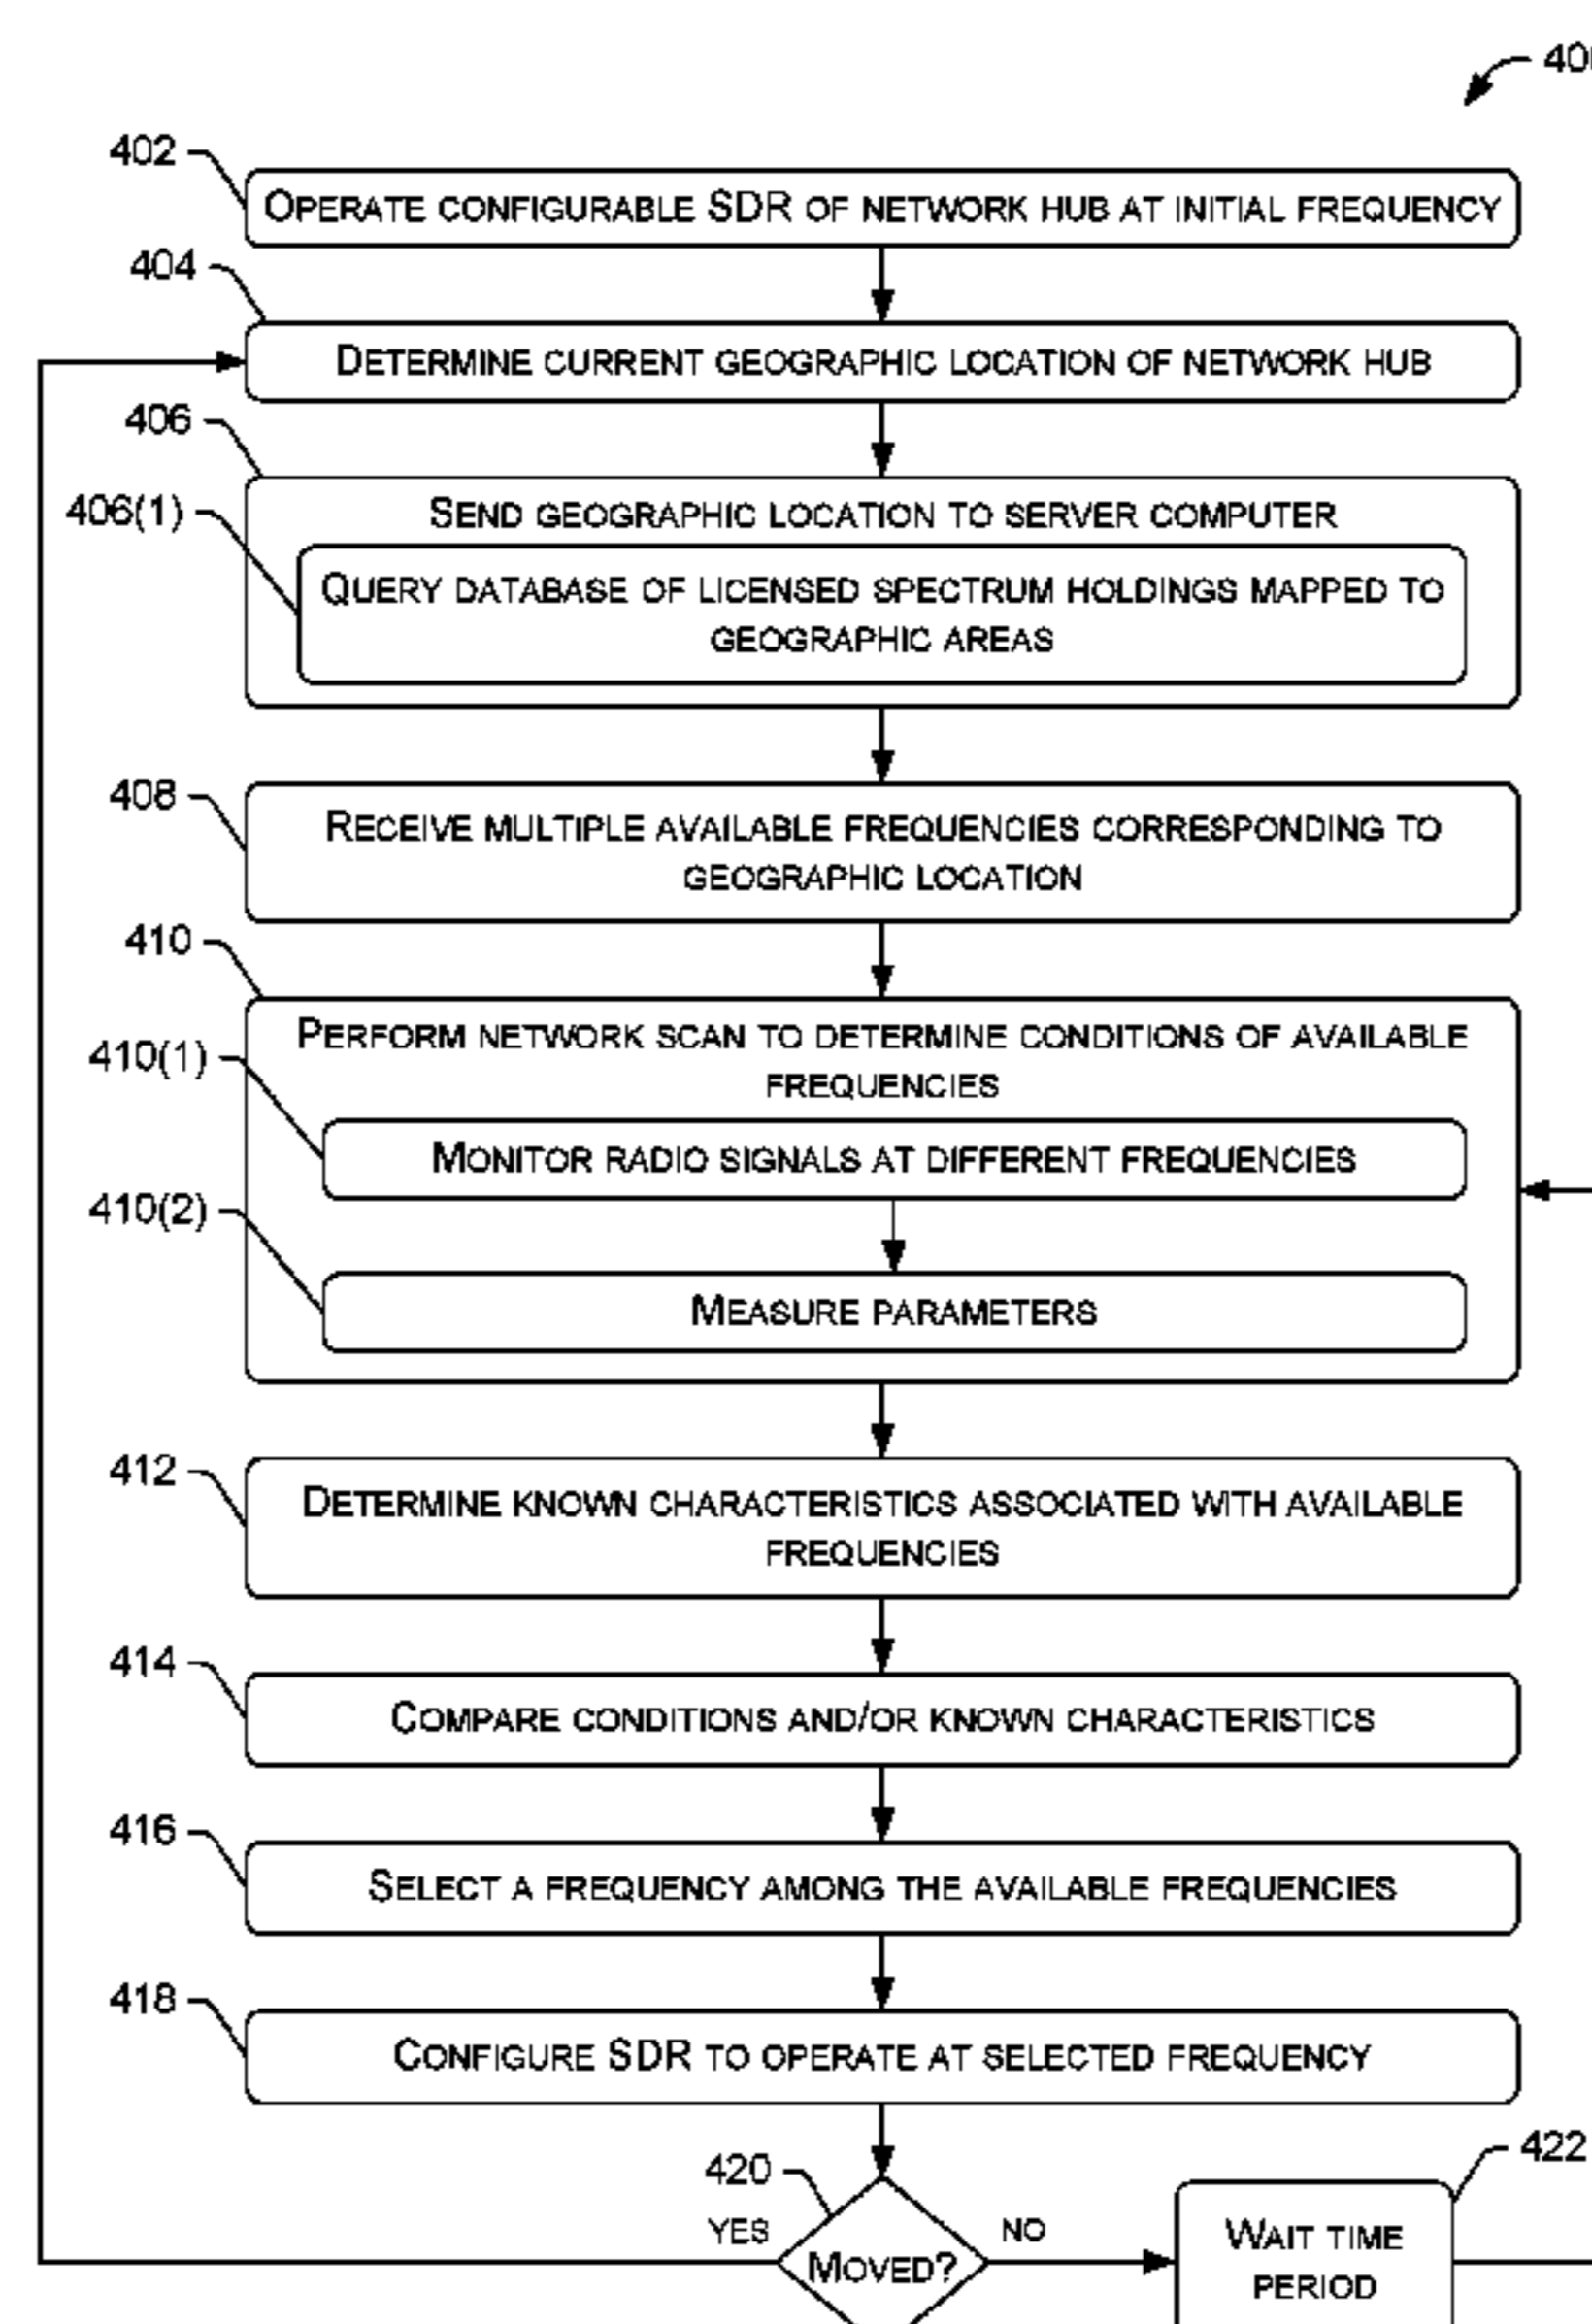 402
OPERATE CONFIGURABLE SDR OF NETWORK HUB AT INITIAL FREQUENCY
404
DETERMINE CURRENT GEOGRAPHIC LOCATION OF NETWORK HUB
406
SEND GEOGRAPHIC LOCATION TO SERVER COMPUTER
406(1)
QUERY DATABASE OF LICENSED SPECTRUM HOLDINGS MAPPED TO
GEOGRAPHIC AREAS
408
RECEIVE MULTIPLE AVAILABLE FREQUENCIES CORRESPONDING TO
GEOGRAPHIC LOCATION
410
PERFORM NETWORK SCAN TO DETERMINE CONDITIONS OF AVAILABLE
FREQUENCIES
410(1)
MONITOR RADIO SIGNALS AT DIFFERENT FREQUENCIES
410(2)
MEASURE PARAMETERS
412
DETERMINE KNOWN CHARACTERISTICS ASSOCIATED WITH AVAILABLE
FREQUENCIES
414
COMPARE CONDITIONS AND/OR KNOWN CHARACTERISTICS
416
SELECT A FREQUENCY AMONG THE AVAILABLE FREQUENCIES
418
CONFIGURE SDR TO OPERATE AT SELECTED FREQUENCY
420
YES
MOVED?
NO
422
WAIT TIME
PERIOD